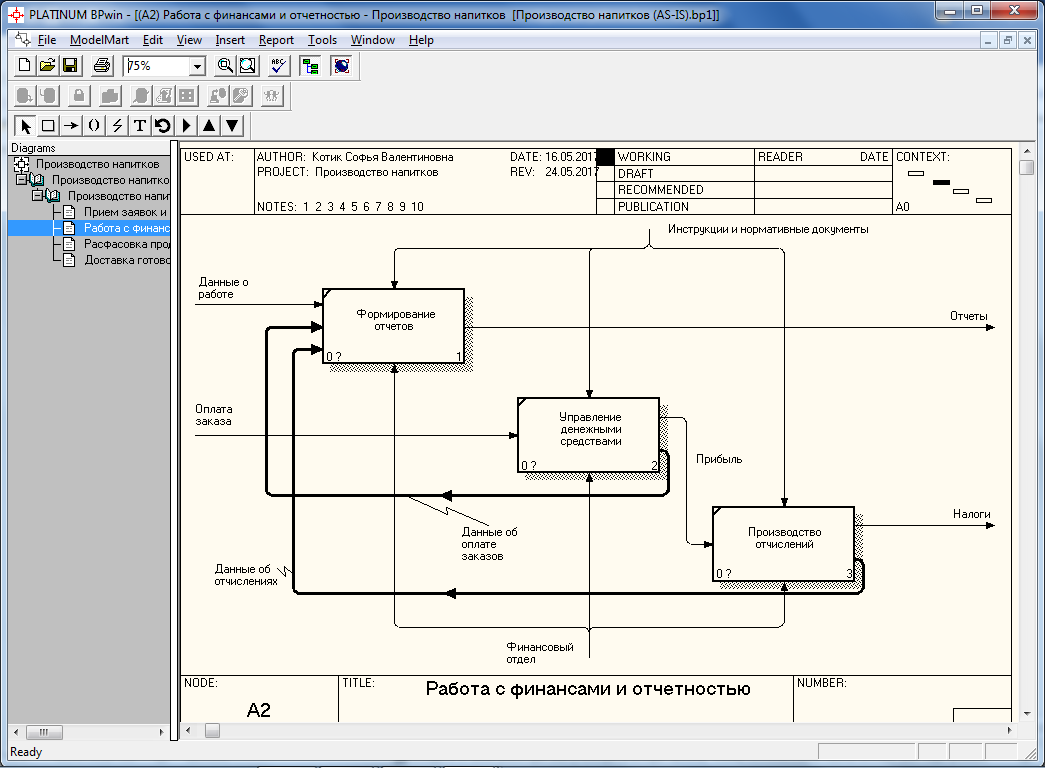 PLATINUM BPwin - [(A2) Работа с финансами и отчетностью - Производство напитков [Производство напитков (AS-IS).bp1]]
File ModelMart Edit View Insert Report Tools Window Help
75%
ABC
Diagrams
Производство напитков
Производство напитко
Производство напит
Прием заявок и
Работа с финанс
Расфасовка прод
Доставка готово
USED AT:
AUTHOR: Котик Софья Валентиновна
PROJECT: Производство напитков
NOTES: 1 2 3 4 5 6 7 8 9 10
DATE: 16.05.2017
REV: 24.05.2017
WORKING
DRAFT
RECOMMENDED
PUBLICATION
READER DATE
CONTEXT:
A0
Инструкции и нормативные документы
Данные о
работе
Формирование
отчетов
0 ? 1
Отчеты
Оплата
заказа
Управление
денежными
средствами
0 ? 2
Прибыль
Данные об
оплате
заказов
Производство
отчислений
0 ? 3
Налоги
Данные об
отчислениях
Финансовый
отдел
NODE:
A2
TITLE:
Работа с финансами и отчетностью
NUMBER:
Ready